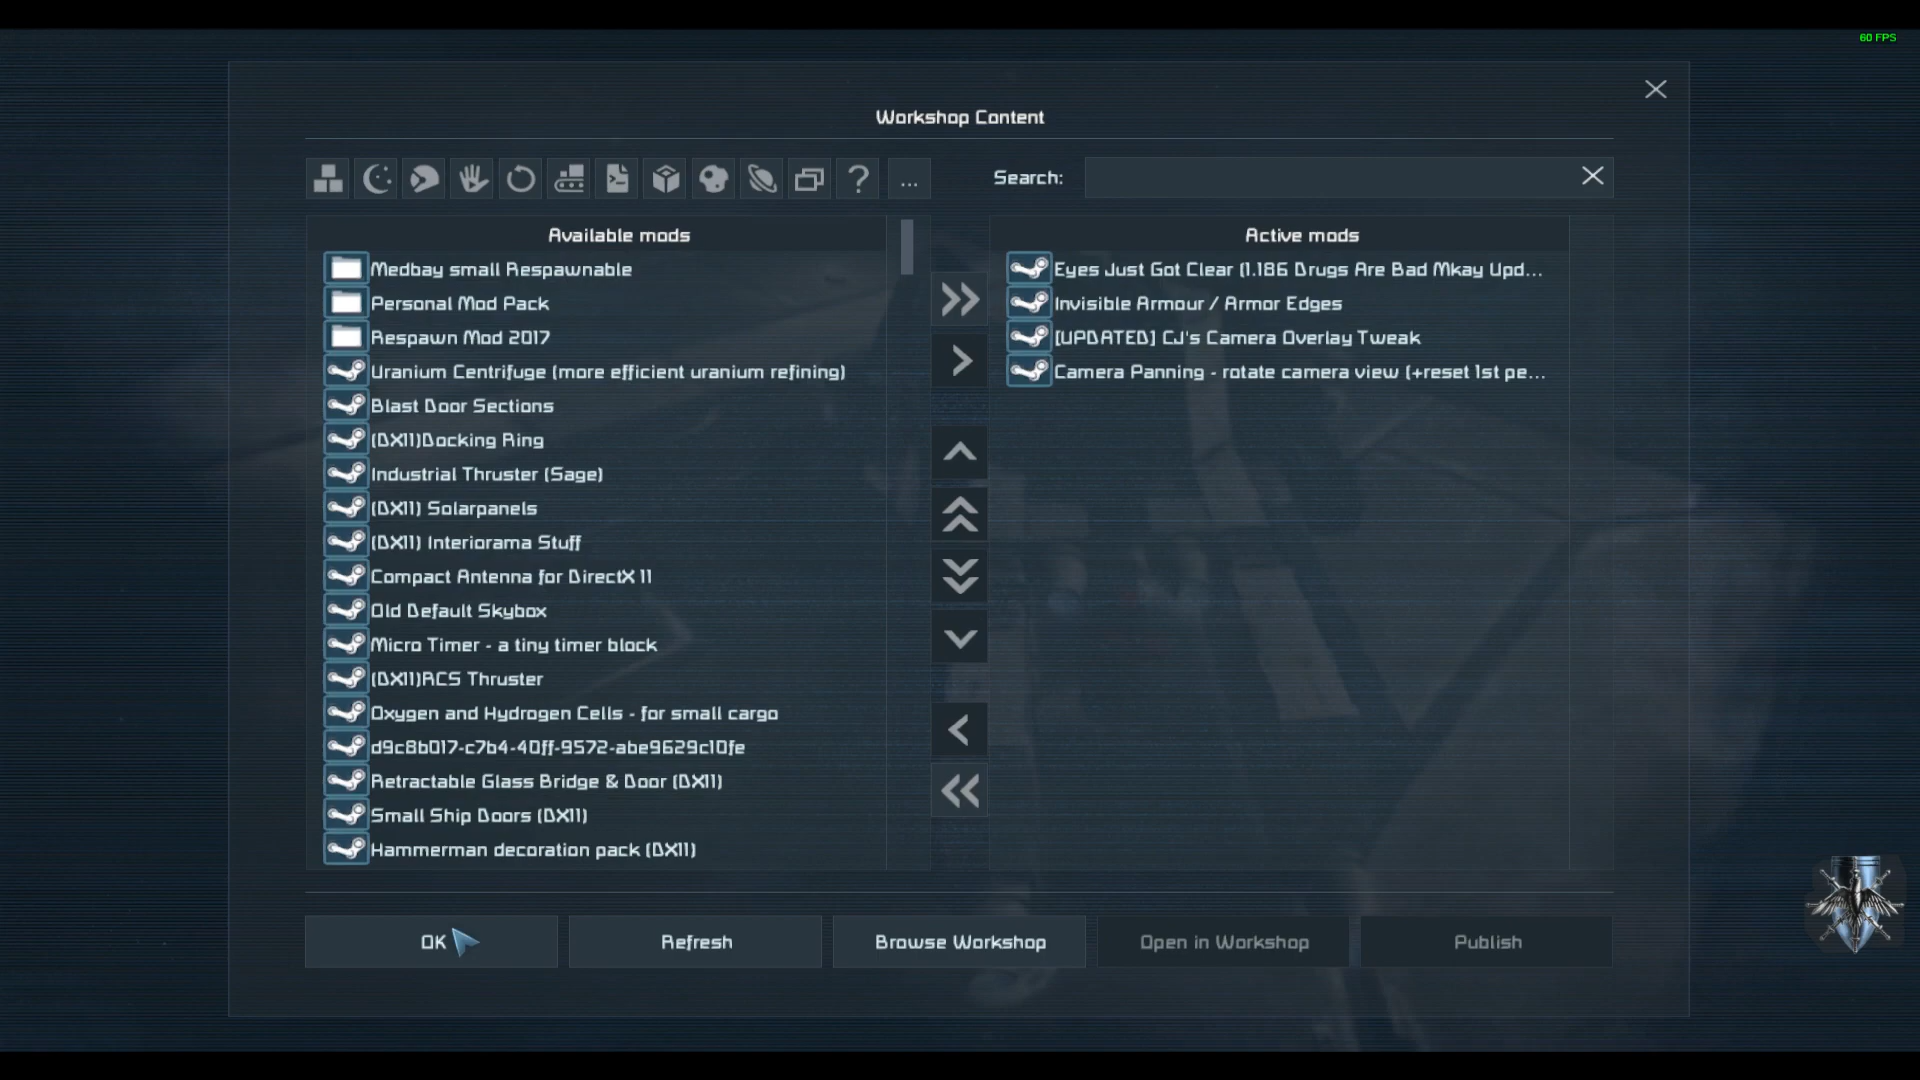 60 FPS
Workshop Content
...
Search:
Available mods
Medbay small Respawnable
Personal Mod Pack
Respawn Mod 2017
Uranium Centrifuge (more efficient uranium refining)
Blast Door Sections
(DX11)Docking Ring
Industrial Thruster (Sage)
(DX11) Solarpanels
(DX11) Interiorama Stuff
Compact Antenna for DirectX 11
Old Default Skybox
Micro Timer - a tiny timer block
(DX11)RCS Thruster
Oxygen and Hydrogen Cells - for small cargo
d9c8b017-c7b4-40ff-9572-abe9629c10fe
Retractable Glass Bridge & Door (DX11)
Small Ship Doors (DX11)
Hammerman decoration pack (DX11)
Active mods
Eyes Just Got Clear (1.186 Drugs Are Bad Mkay Upd...
Invisible Armour / Armor Edges
[UPDATED] CJ's Camera Overlay Tweak
Camera Panning - rotate camera view (+reset 1st pe...
OK
Refresh
Browse Workshop
Open in Workshop
Publish